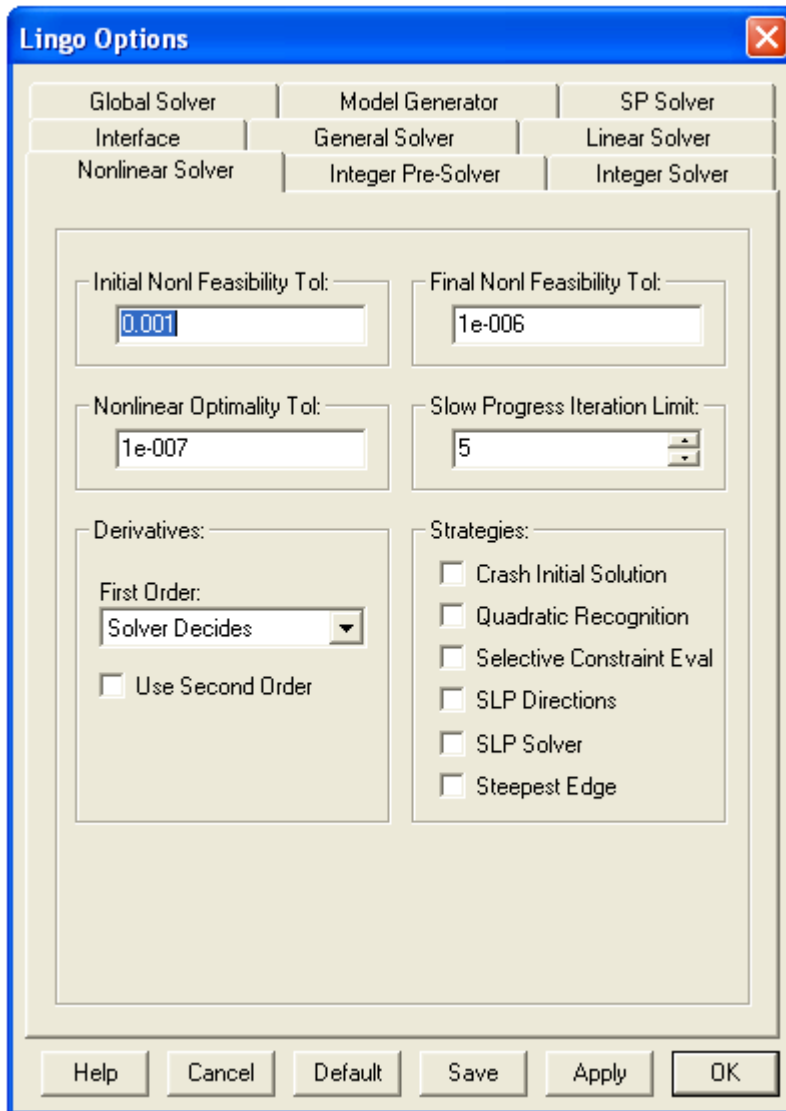 Lingo Options
Global Solver Model Generator SP Solver
Interface General Solver Linear Solver
Nonlinear Solver Integer Pre-Solver Integer Solver
Initial Nonl Feasibility Tol: Final Nonl Feasibility Tol:
0.001 1e-006
Nonlinear Optimality Tol: Slow Progress Iteration Limit:
1e-007 5
Derivatives:
First Order:
Solver Decides
Use Second Order
Strategies:
Crash Initial Solution
Quadratic Recognition
Selective Constraint Eval
SLP Directions
SLP Solver
Steepest Edge
Help Cancel Default Save Apply OK